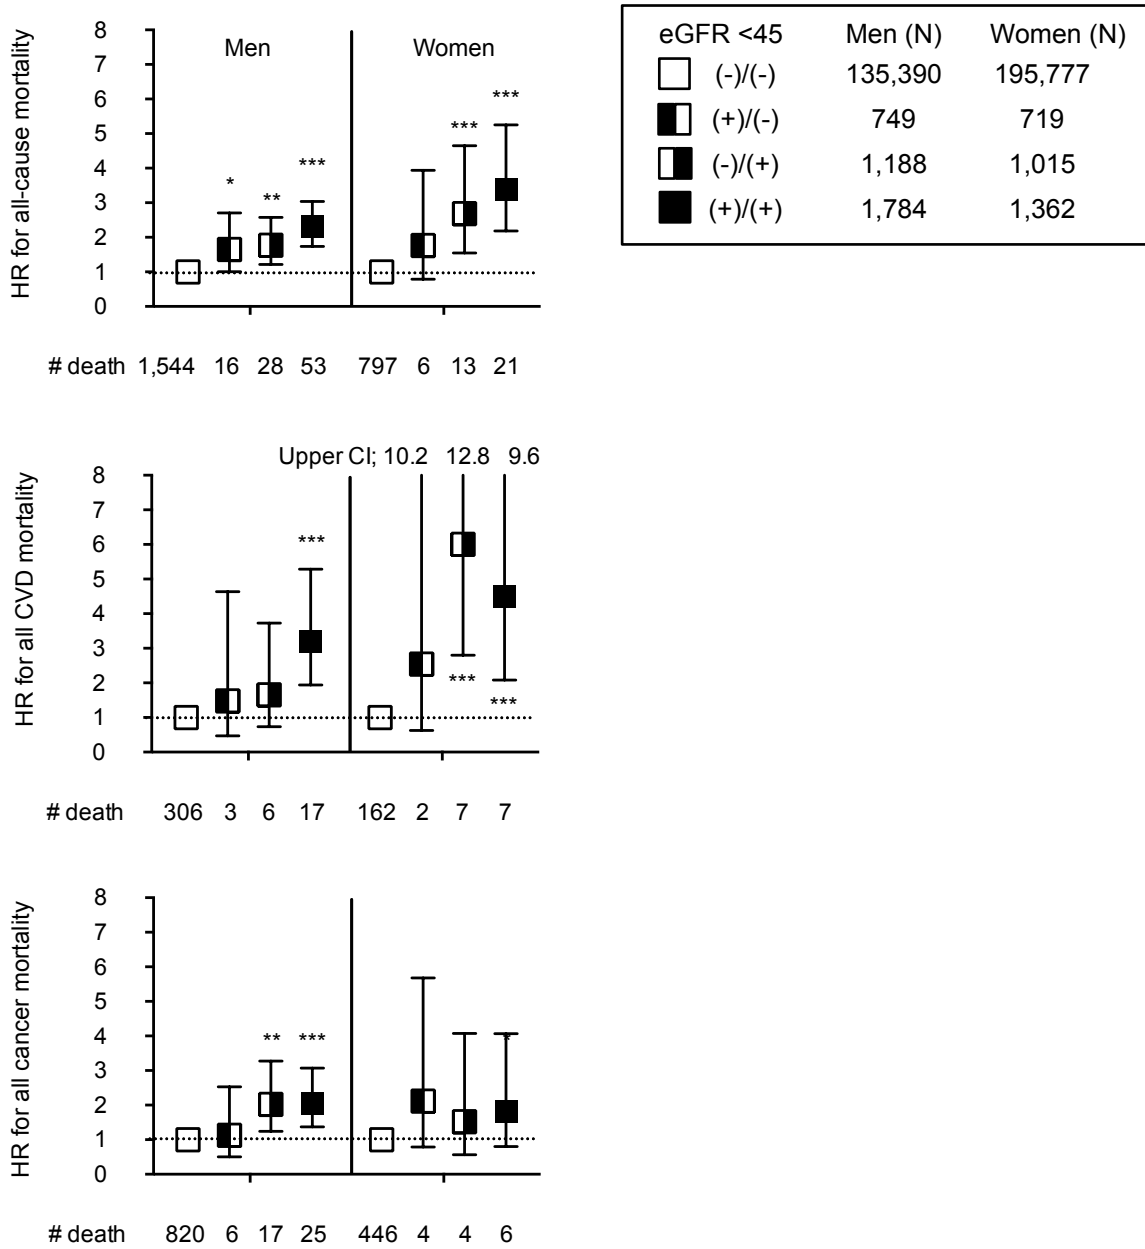 Men Women
HR for all-cause mortality
8
7
6
5
4
3
2
1
0
* ** *** *** ***
# death 1,544 16 28 53 797 6 13 21
eGFR <45 Men (N) Women (N)
(-)/(-) 135,390 195,777
(+)/(-) 749 719
(-)/(+) 1,188 1,015
(+)/(+) 1,784 1,362
Upper CI; 10.2 12.8 9.6
HR for all CVD mortality
8
7
6
5
4
3
2
1
0
*** *** ***
# death 306 3 6 17 162 2 7 7
HR for all cancer mortality
8
7
6
5
4
3
2
1
0
** *** *
# death 820 6 17 25 446 4 4 6